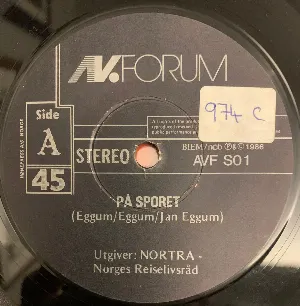 AV.FORUM
974 C
Side
A
45
STEREO
BIEM/ncb ℗&© 1986
AVF S01
PÅ SPORET
(Eggum/Eggum/Jan Eggum)
Utgiver: NORTRA -
Norges Reiselivsråd